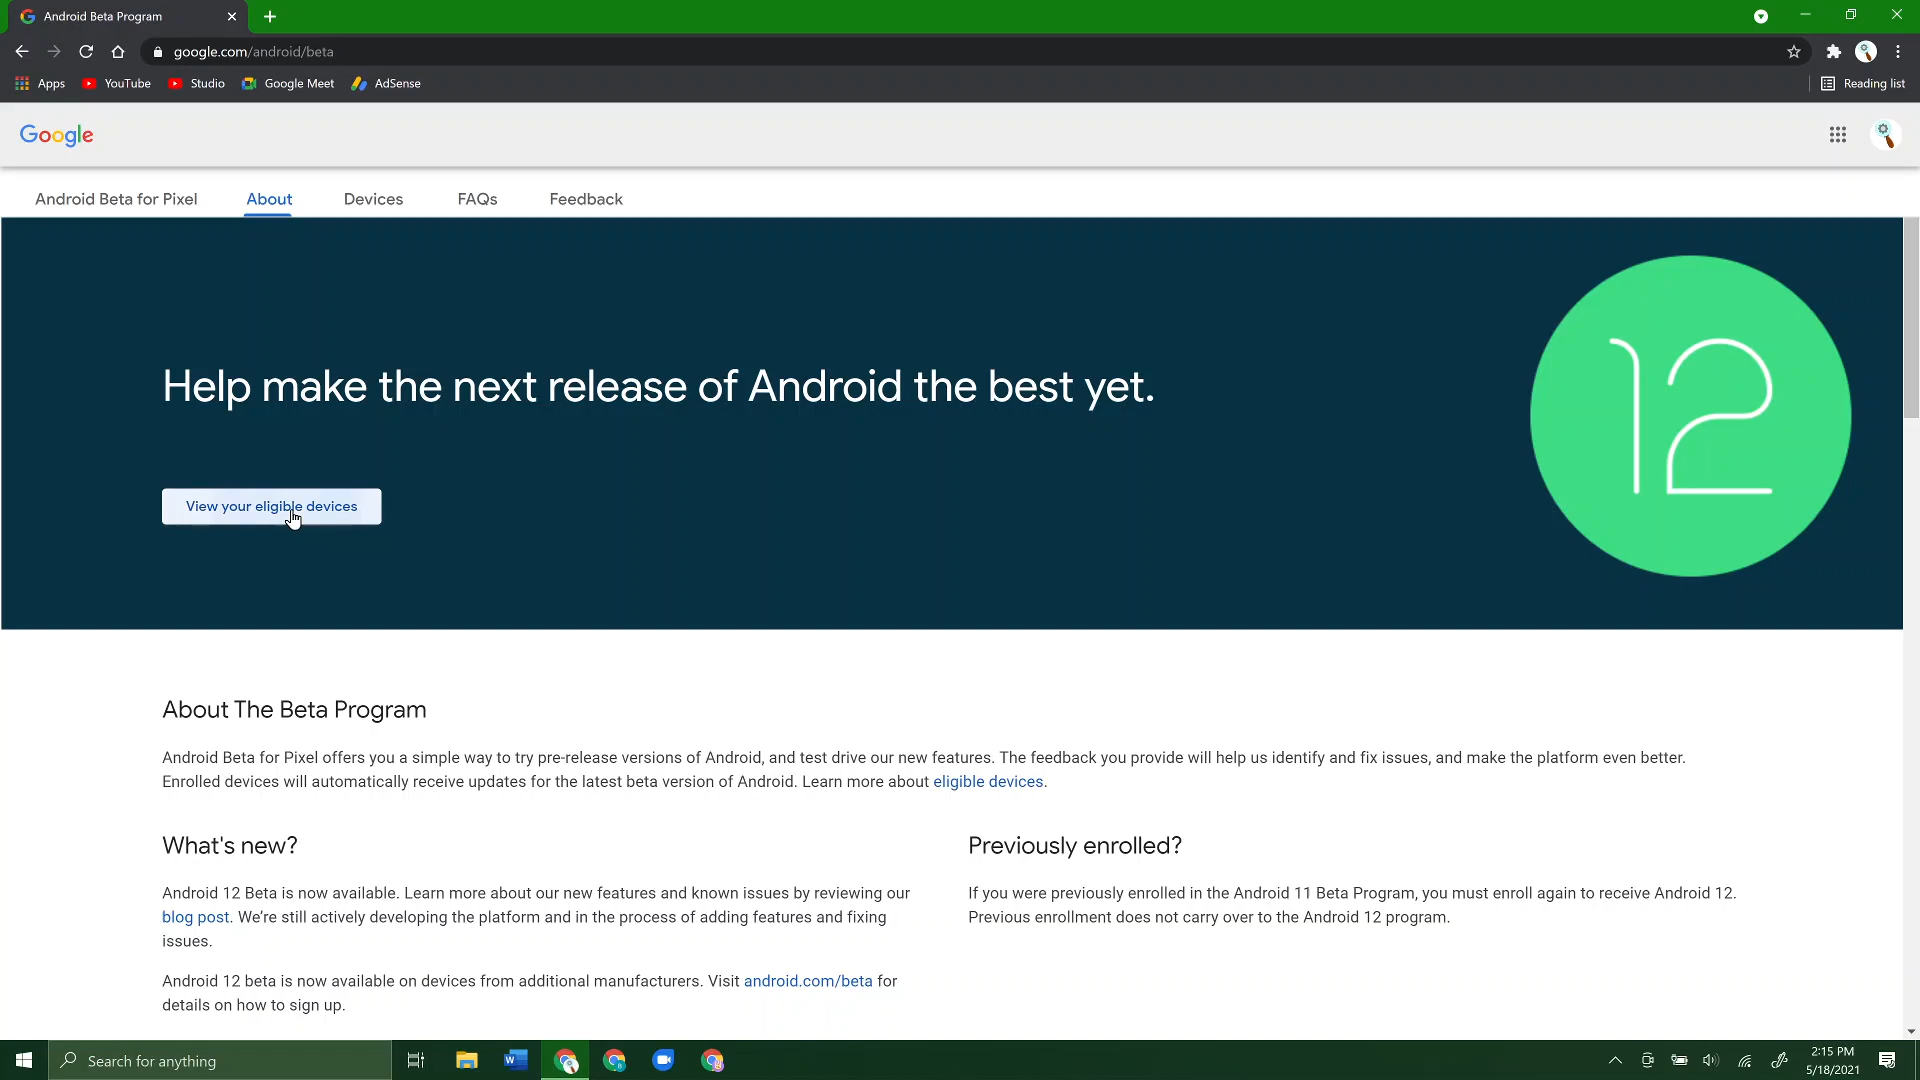 Android Beta Program
google.com/android/beta
Apps YouTube Studio Google Meet AdSense Reading list
Google
Android Beta for Pixel About Devices FAQs Feedback
Help make the next release of Android the best yet.
12
View your eligible devices
About The Beta Program
Android Beta for Pixel offers you a simple way to try pre-release versions of Android, and test drive our new features. The feedback you provide will help us identify and fix issues, and make the platform even better.
Enrolled devices will automatically receive updates for the latest beta version of Android. Learn more about eligible devices.
What's new?
Android 12 Beta is now available. Learn more about our new features and known issues by reviewing our
blog post. We’re still actively developing the platform and in the process of adding features and fixing
issues.
Android 12 beta is now available on devices from additional manufacturers. Visit android.com/beta for
details on how to sign up.
Previously enrolled?
If you were previously enrolled in the Android 11 Beta Program, you must enroll again to receive Android 12.
Previous enrollment does not carry over to the Android 12 program.
Search for anything
2:15 PM
5/18/2021